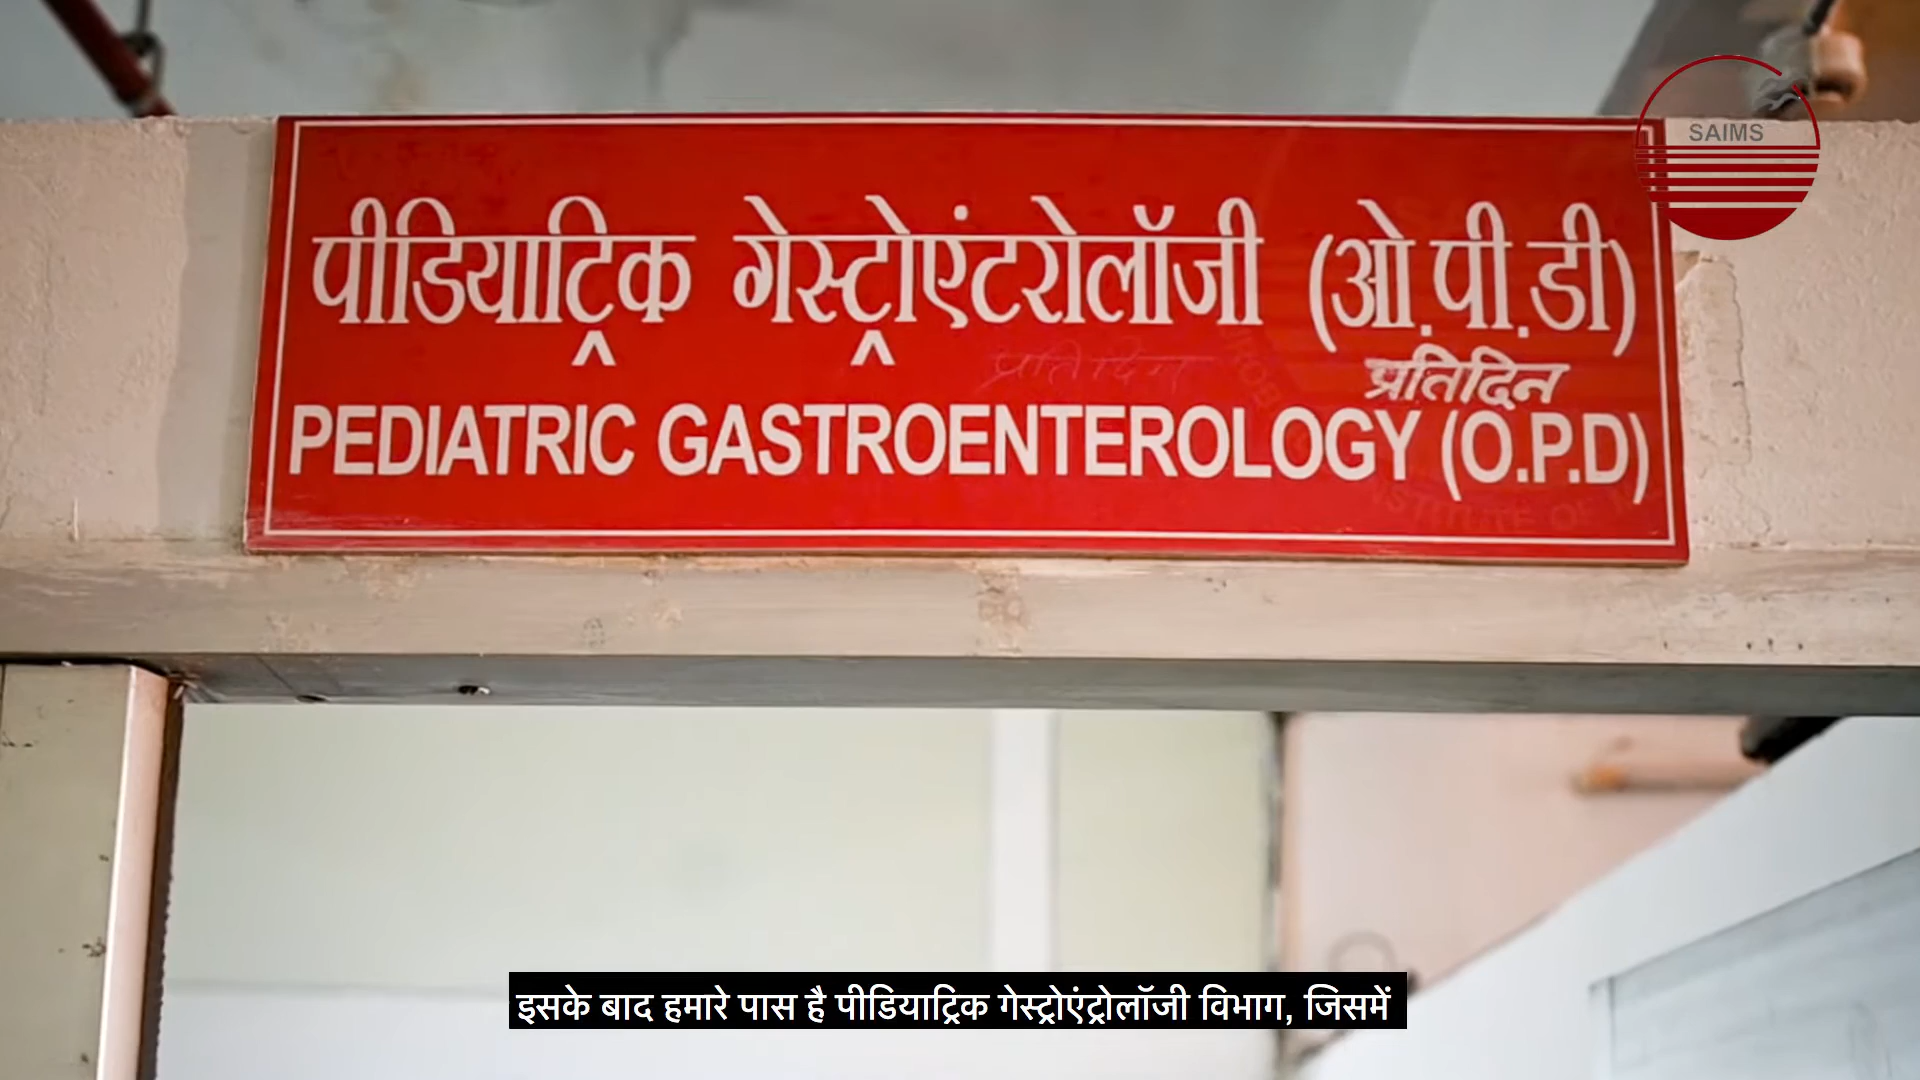 SAIMS
पीडियाट्रिक गेस्ट्रोएंटरोलॉजी (ओ.पी.डी)
प्रतिदिन
PEDIATRIC GASTROENTEROLOGY (O.P.D)
इसके बाद हमारे पास है पीडियाट्रिक गेस्ट्रोएंट्रोलॉजी विभाग, जिसमें